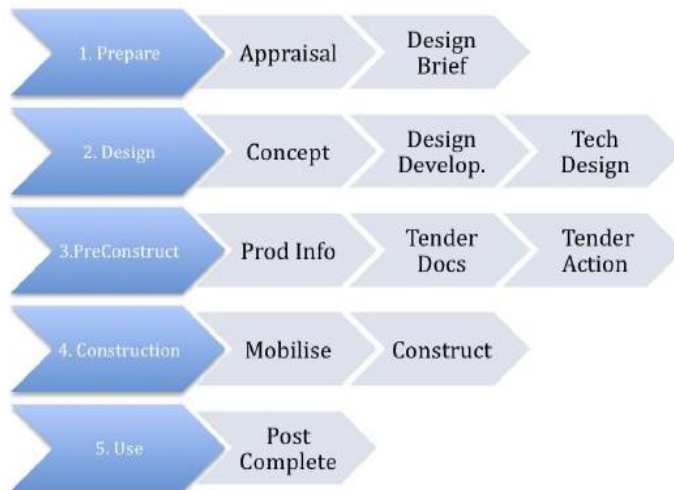 1. Prepare
Appraisal
Design
Brief
2. Design
Concept
Design
Develop.
Tech
Design
3.PreConstruct
Prod Info
Tender
Docs
Tender
Action
4. Construction
Mobilise
Construct
5. Use
Post
Complete